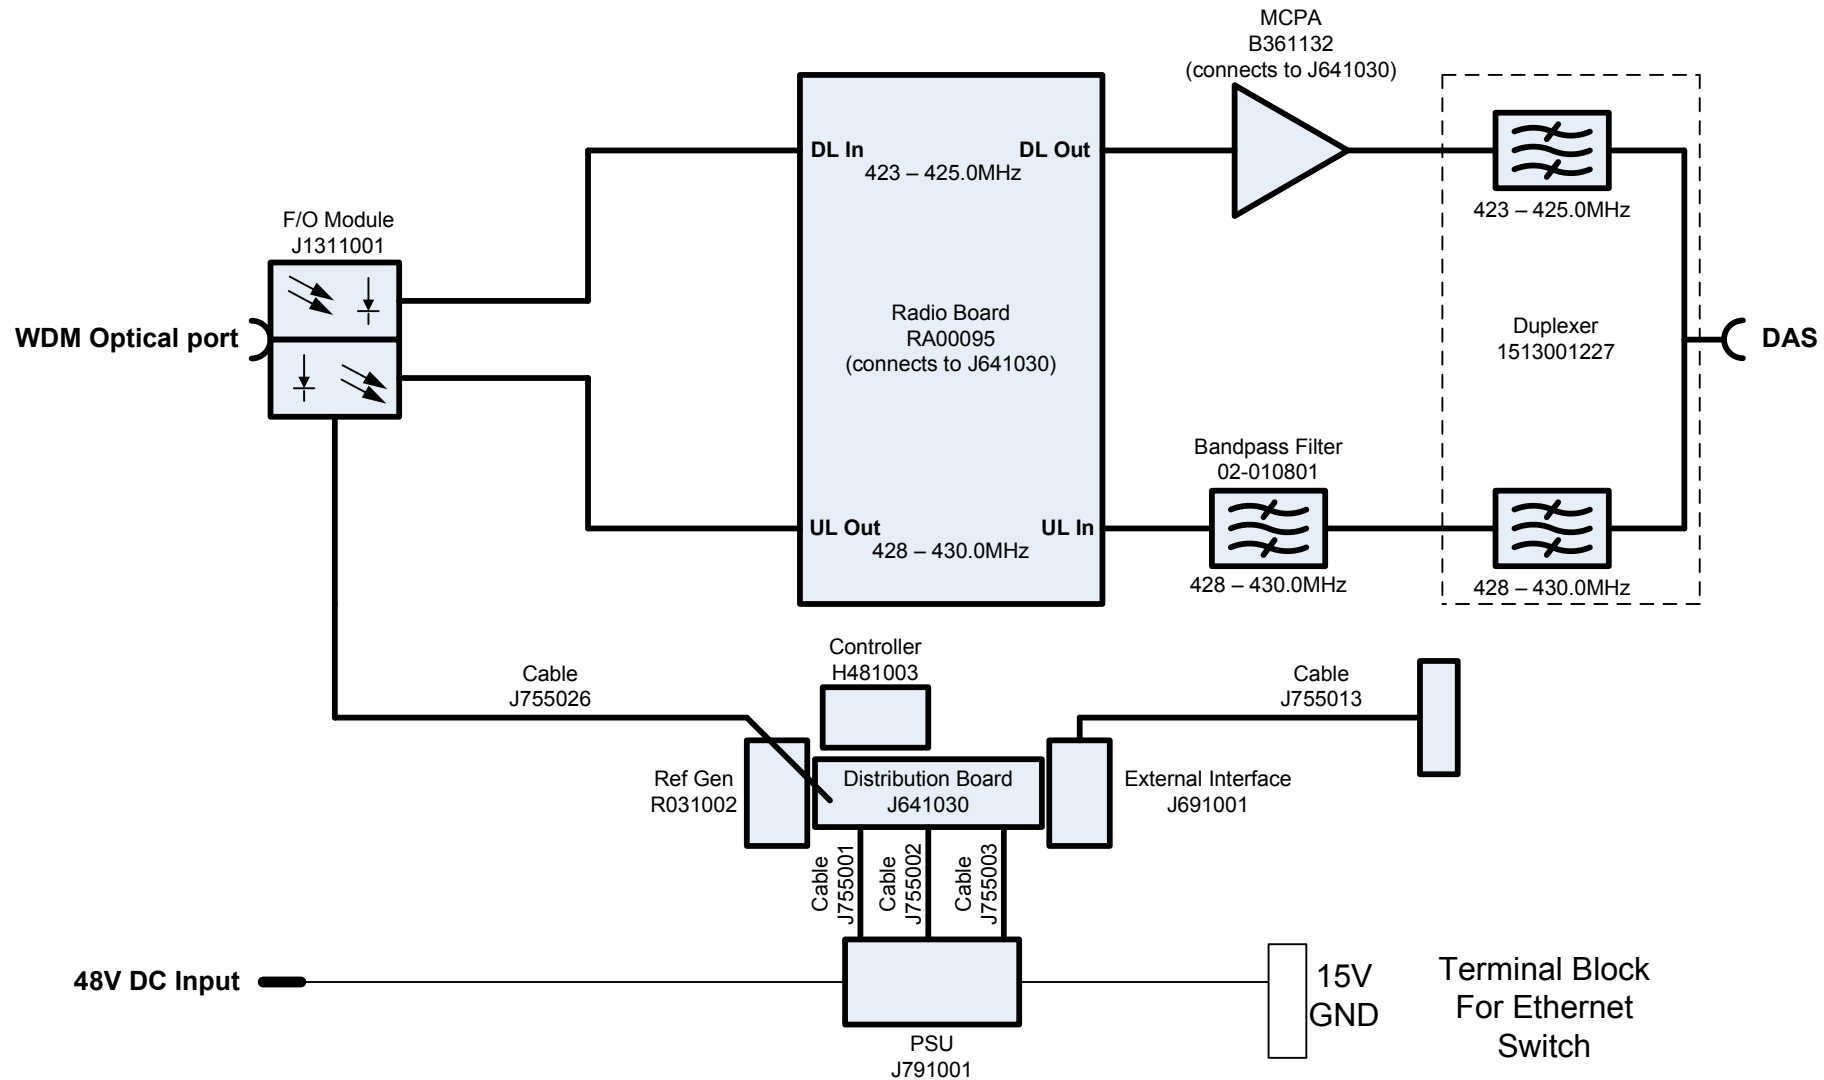 MCPA
B361132
(connects to J641030)
DL In
DL Out
423 – 425.0MHz
423 – 425.0MHz
F/O Module
J1311001
WDM Optical port
Radio Board
RA00095
(connects to J641030)
Duplexer
1513001227
DAS
Bandpass Filter
02-010801
UL Out
UL In
428 – 430.0MHz
428 – 430.0MHz
428 – 430.0MHz
Controller
H481003
Cable
J755026
Cable
J755013
Ref Gen
R031002
Distribution Board
J641030
External Interface
J691001
Cable
J755001
Cable
J755002
Cable
J755003
48V DC Input
15V
GND
Terminal Block
For Ethernet
Switch
PSU
J791001